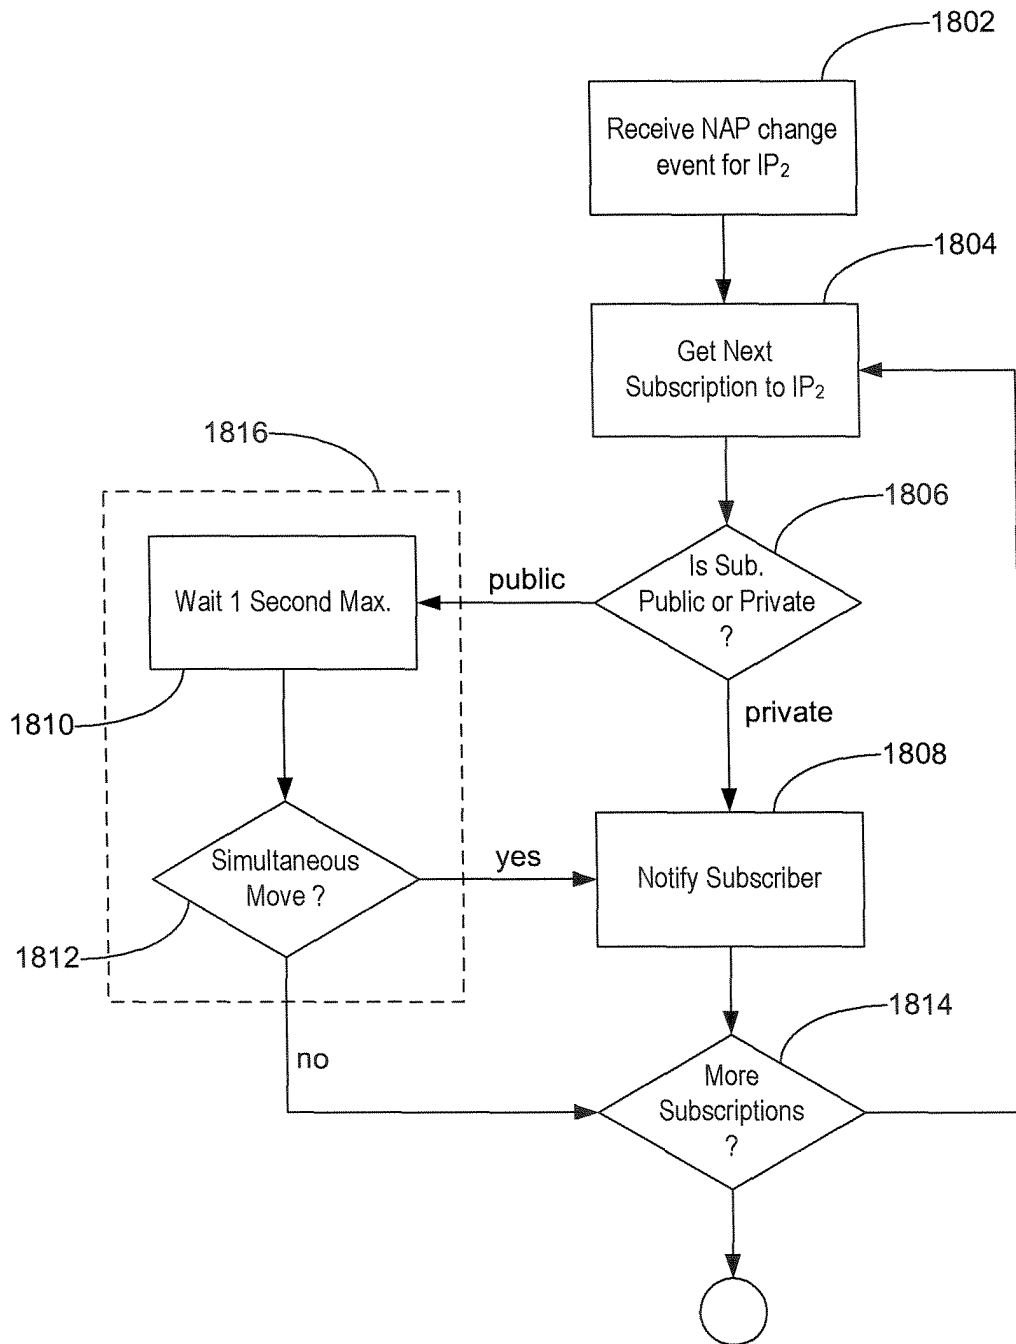 1802
Receive NAP change
event for IP₂
1804
Get Next
Subscription to IP₂
1816
1806
Is Sub.
Public or Private
?
public
Wait 1 Second Max.
1810
private
1808
Simultaneous
Move ?
yes
Notify Subscriber
1812
1814
no
More
Subscriptions
?